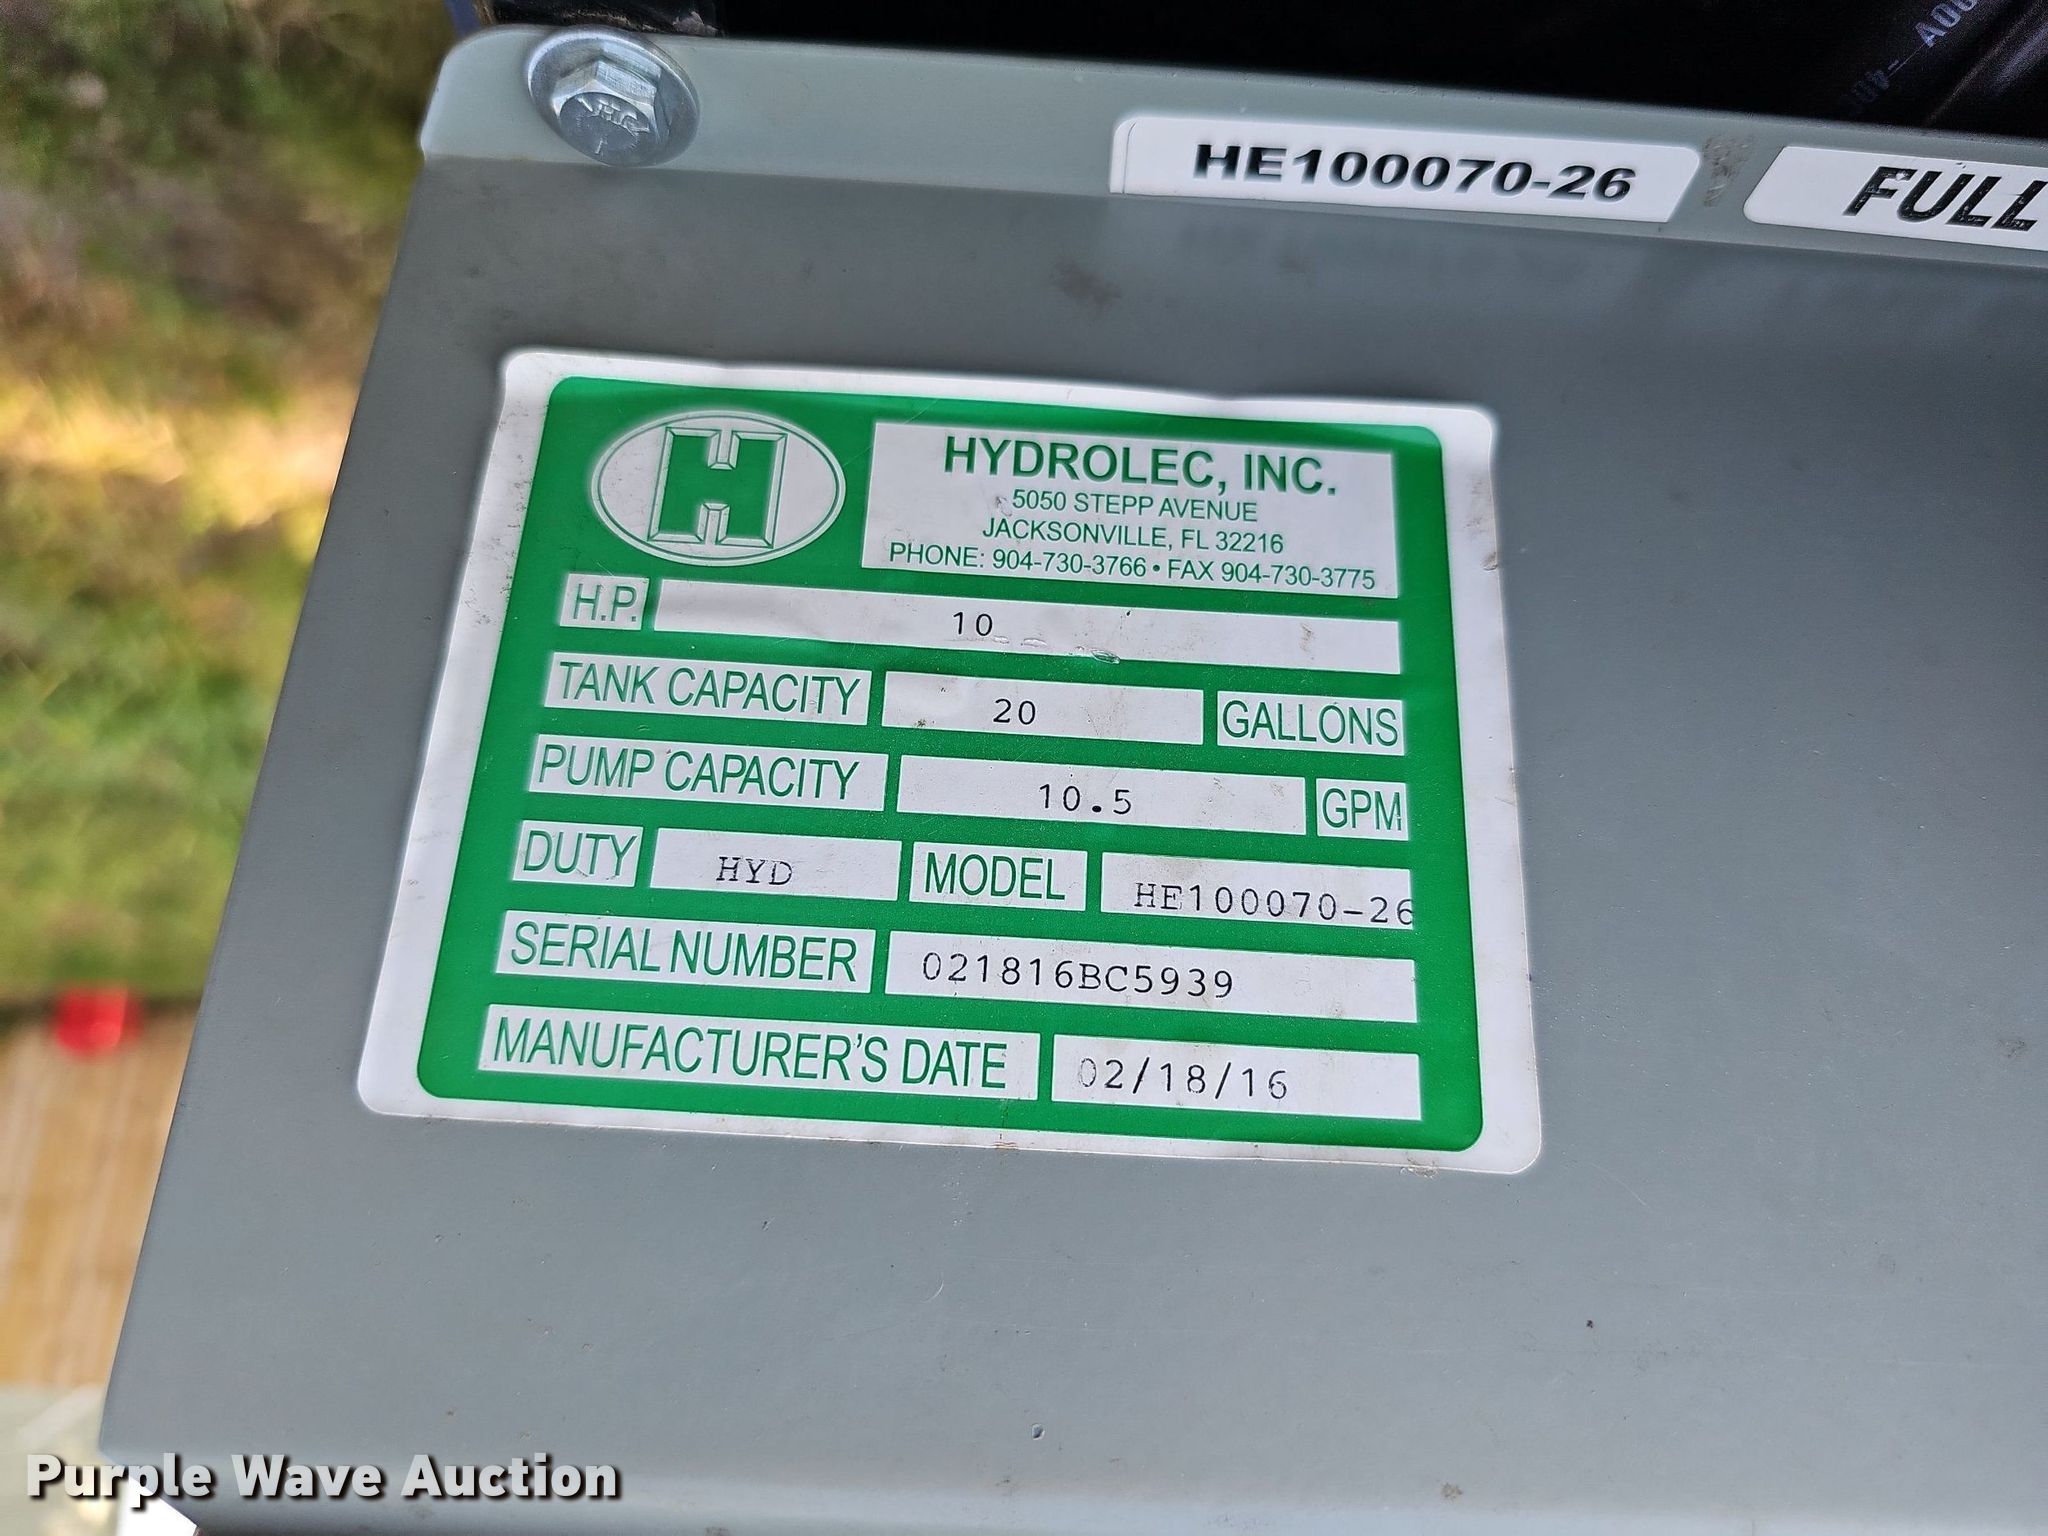 HE100070-26
FULL
H
HYDROLEC, INC.
5050 STEPP AVENUE
JACKSONVILLE, FL 32216
PHONE: 904-730-3766 • FAX 904-730-3775
H.P. 10
TANK CAPACITY 20 GALLONS
PUMP CAPACITY 10.5 GPM
DUTY HYD MODEL HE100070-26
SERIAL NUMBER 021816BC5939
MANUFACTURER'S DATE 02/18/16
Purple Wave Auction